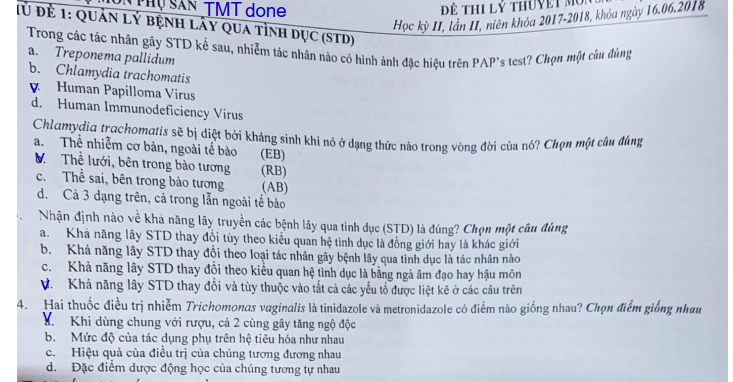 PHỤ SẢN TMT done
ĐỀ THI LÝ THUYẾT
TỦ ĐỀ 1: QUẢN LÝ BỆNH LÂY QUA TÌNH DỤC (STD)
Học kỳ II, lần II, niên khóa 2017-2018, khóa ngày 16.06.2018
Trong các tác nhân gây STD kể sau, nhiễm tác nhân nào có hình ảnh đặc hiệu trên PAP's test? Chọn một câu đúng
a. Treponema pallidum
b. Chlamydia trachomatis
V. Human Papilloma Virus
d. Human Immunodeficiency Virus
Chlamydia trachomatis sẽ bị diệt bởi kháng sinh khi nó ở dạng thức nào trong vòng đời của nó? Chọn một câu đúng
a. Thể nhiễm cơ bản, ngoài tế bào (EB)
V. Thể lưới, bên trong bào tương (RB)
c. Thể sai, bên trong bào tương (AB)
d. Cả 3 dạng trên, cả trong lẫn ngoài tế bào
Nhận định nào về khả năng lây truyền các bệnh lây qua tình dục (STD) là đúng? Chọn một câu đúng
a. Khả năng lây STD thay đổi tùy theo kiểu quan hệ tình dục là đồng giới hay là khác giới
b. Khả năng lây STD thay đổi theo loại tác nhân gây bệnh lây qua tình dục là tác nhân nào
c. Khả năng lây STD thay đổi theo kiểu quan hệ tình dục là bằng ngả âm đạo hay hậu môn
V. Khả năng lây STD thay đổi và tùy thuộc vào tất cả các yếu tố được liệt kê ở các câu trên
4. Hai thuốc điều trị nhiễm Trichomonas vaginalis là tinidazole và metronidazole có điểm nào giống nhau? Chọn điểm giống nhau
V. Khi dùng chung với rượu, cả 2 cùng gây tăng ngộ độc
b. Mức độ của tác dụng phụ trên hệ tiêu hóa như nhau
c. Hiệu quả của điều trị của chúng tương đương nhau
d. Đặc điểm dược động học của chúng tương tự nhau